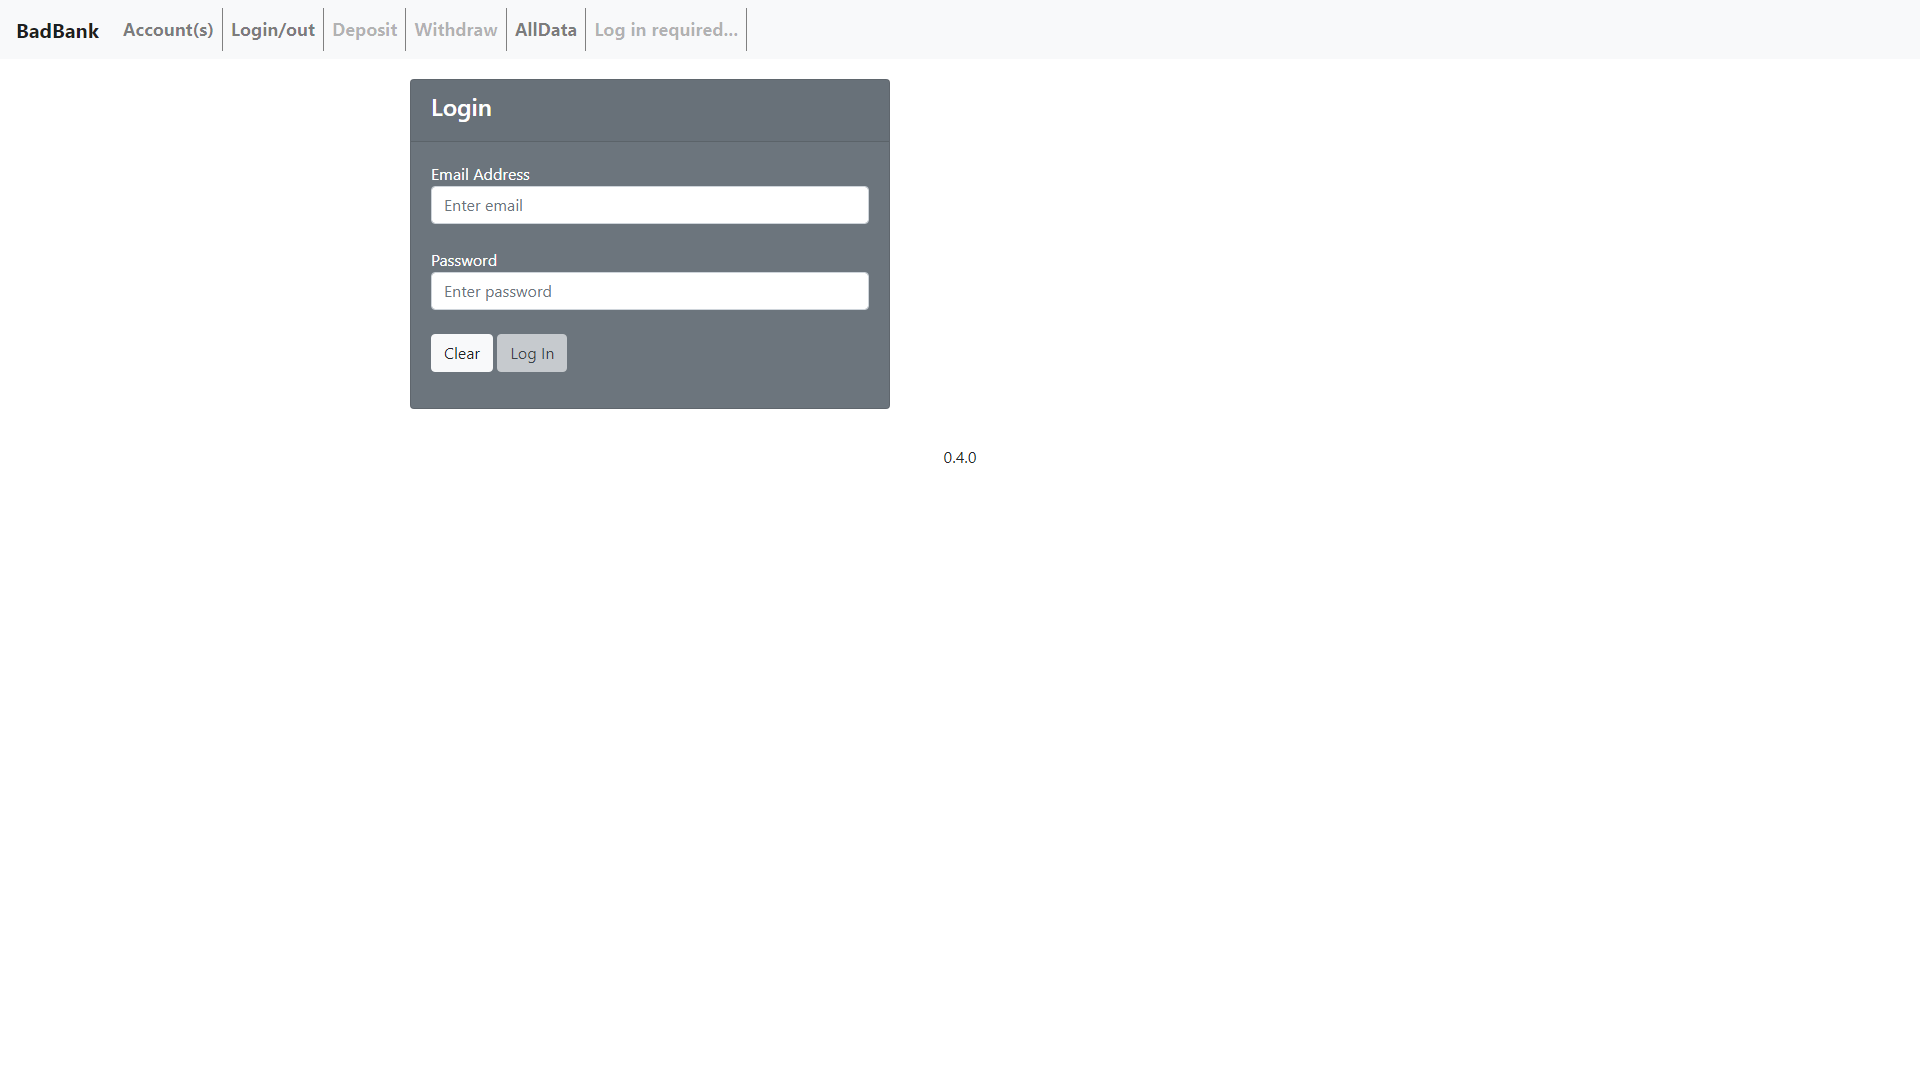 BadBank Account(s) Login/out Deposit Withdraw AllData Log in required...
Login
Email Address
Enter email
Password
Enter password
Clear Log In
0.4.0